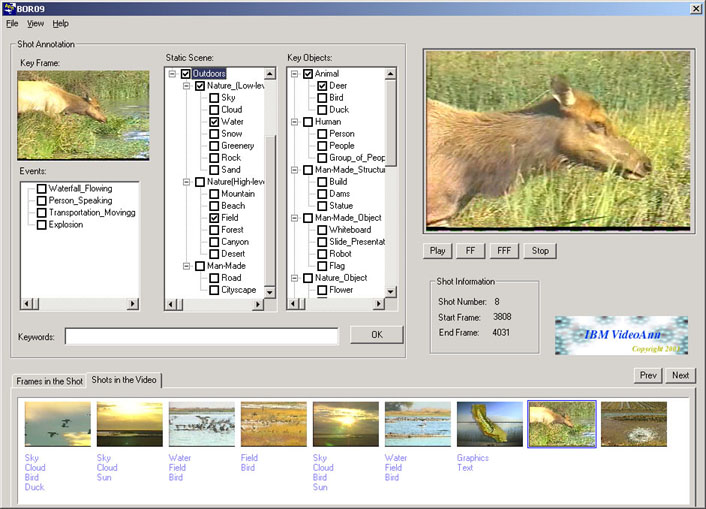 BOR09
File View Help
Shot Annotation
Key Frame:
Events:
Waterfall_Flowing
Person_Speaking
Transportation_Movingg
Explosion
Static Scene:
Outdoors
Nature_(Low-leve
Sky
Cloud
Water
Snow
Greenery
Rock
Sand
Nature(High-leve
Mountain
Beach
Field
Forest
Canyon
Desert
Man-Made
Road
Cityscape
Key Objects:
Animal
Deer
Bird
Duck
Human
Person
People
Group_of_Peop
Man-Made_Structu
Build
Dams
Statue
Man-Made_Object
Whiteboard
Slide_Presentat
Robot
Flag
Nature_Object
Flower
Keywords:
OK
Play FF FFF Stop
Shot Information
Shot Number: 8
Start Frame: 3808
End Frame: 4031
IBM VideoAnn
Prev Next
Frames in the Shot Shots in the Video
Sky
Cloud
Bird
Duck
Sky
Cloud
Sun
Water
Field
Bird
Field
Bird
Sky
Cloud
Bird
Sun
Water
Field
Bird
Graphics
Text